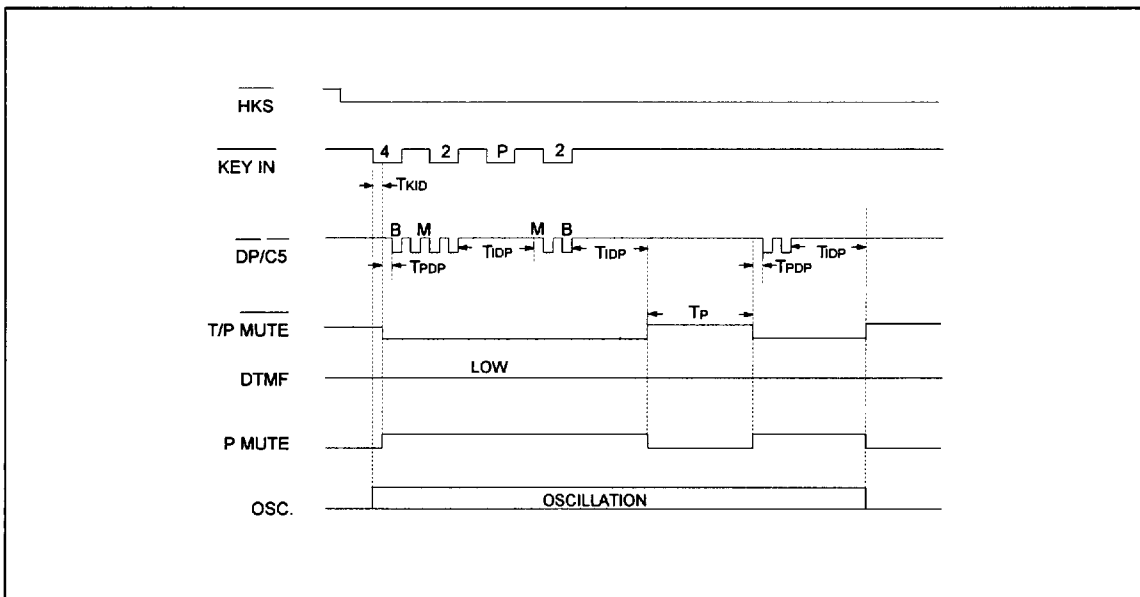 HKS
KEY IN 4 2 P 2
TKID
B M M B
DP/C5 TIDP TIDP TIDP
TPDP TPDP
TP
T/P MUTE
LOW
DTMF
P MUTE
OSCILLATION
OSC.